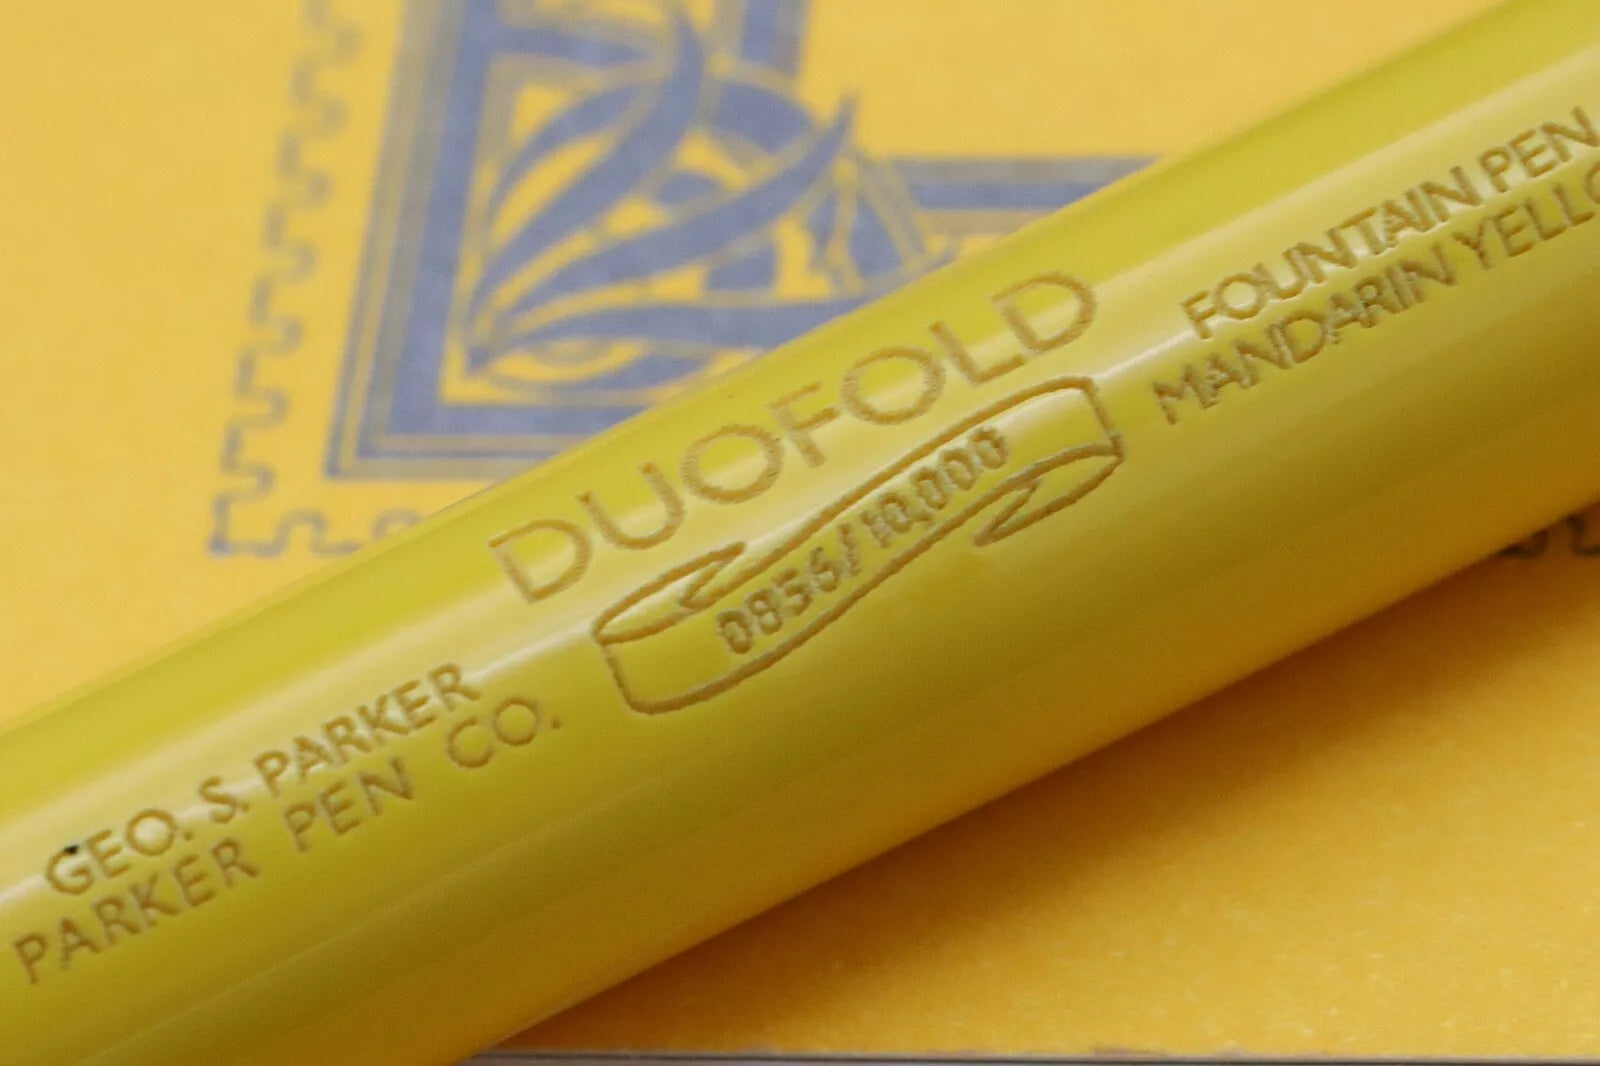 GEO. S. PARKER
PARKER PEN CO.
DUOFOLD
0856/10,000
FOUNTAIN PEN
MANDARIN YELLO